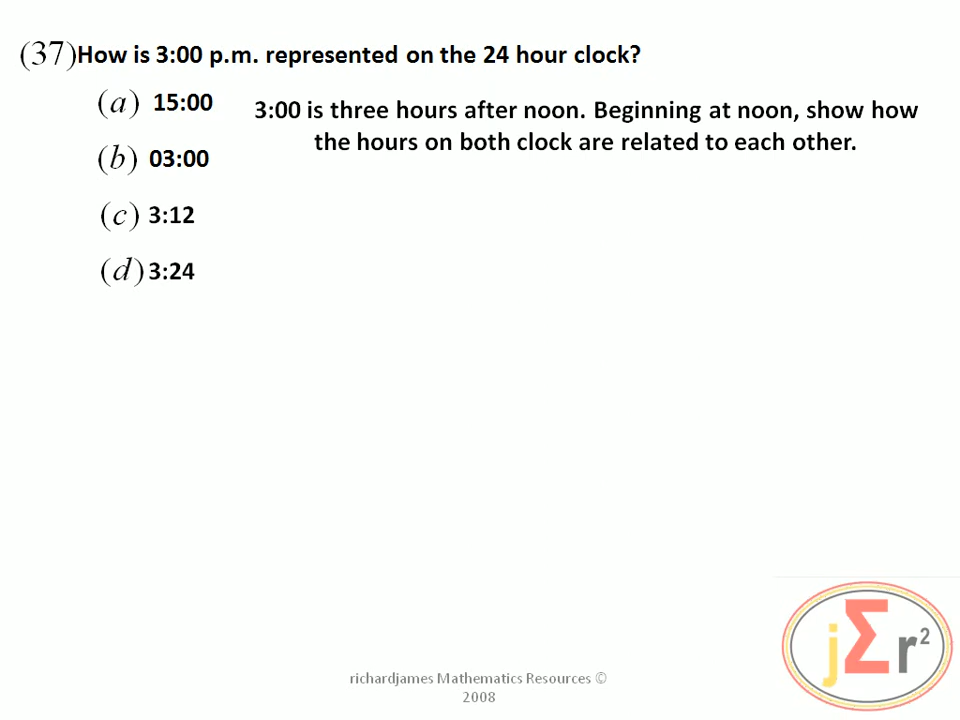 (37) How is 3:00 p.m. represented on the 24 hour clock?
(a) 15:00
3:00 is three hours after noon. Beginning at noon, show how
the hours on both clock are related to each other.
(b) 03:00
(c) 3:12
(d) 3:24
jΣr²
richardjames Mathematics Resources ©
2008